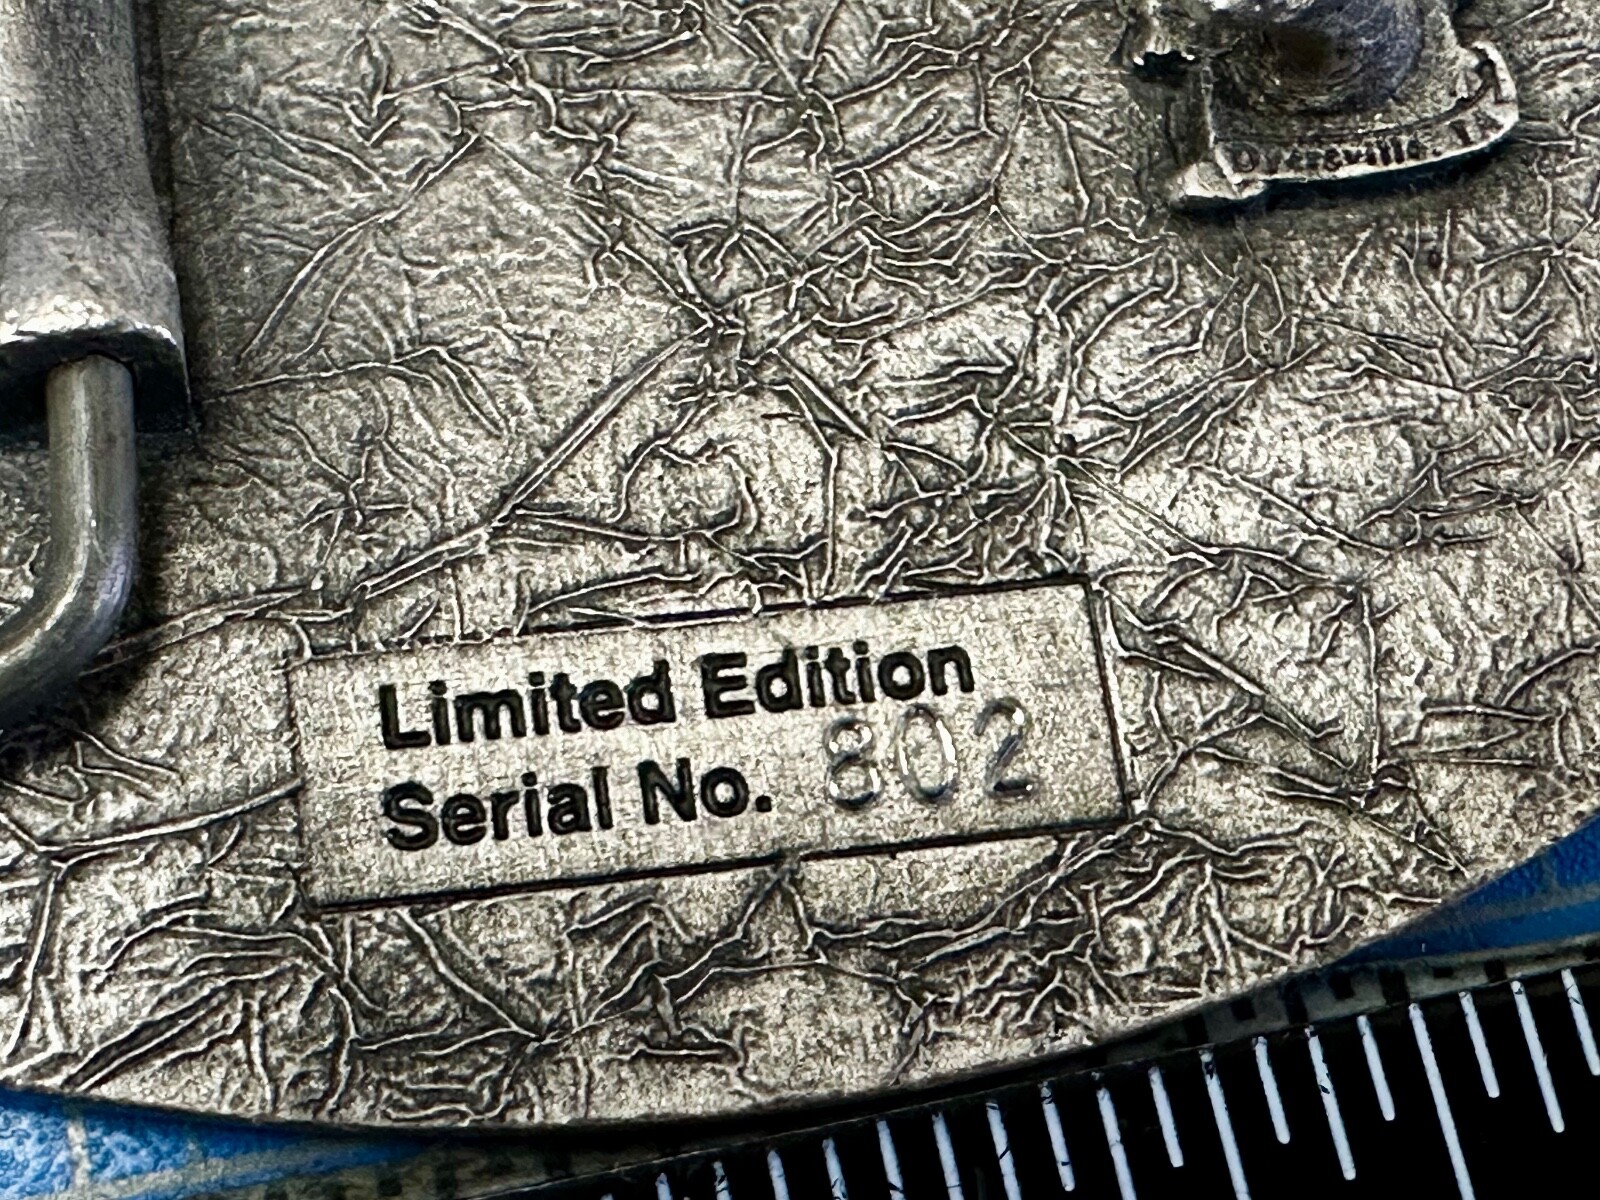 Dyersville, IA
Limited Edition
Serial No. 802